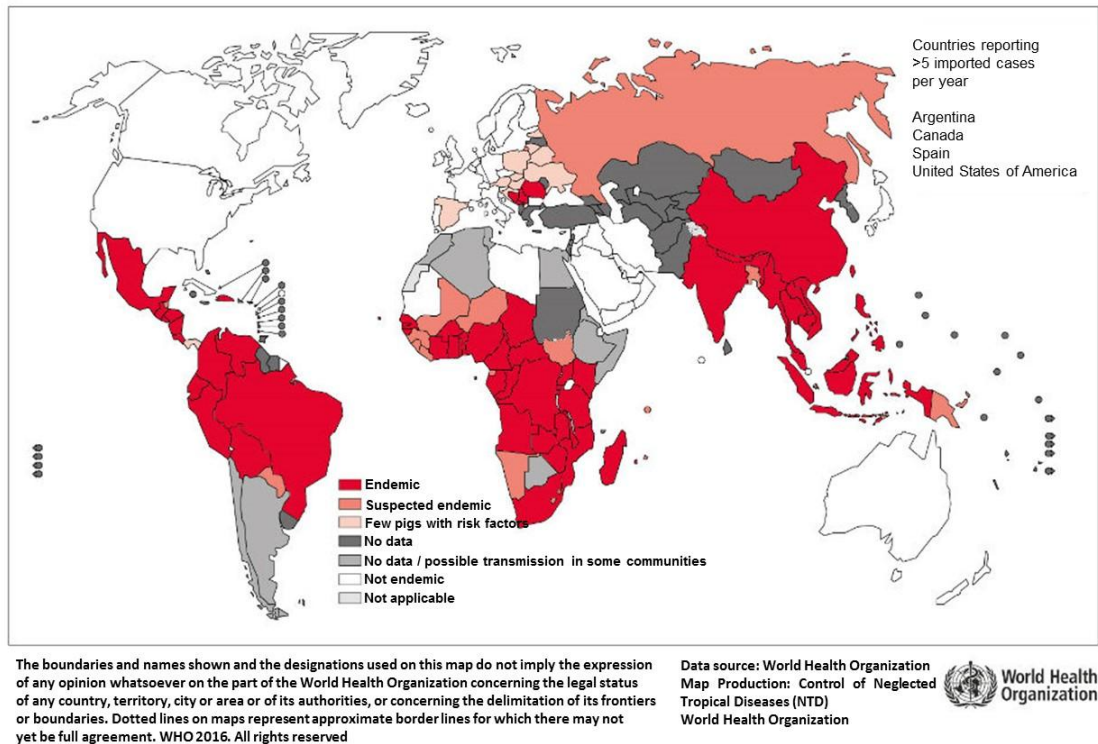 Countries reporting
>5 imported cases
per year
Argentina
Canada
Spain
United States of America
Endemic
Suspected endemic
Few pigs with risk factors
No data
No data / possible transmission in some communities
Not endemic
Not applicable
The boundaries and names shown and the designations used on this map do not imply the expression
of any opinion whatsoever on the part of the World Health Organization concerning the legal status
of any country, territory, city or area or of its authorities, or concerning the delimitation of its frontiers
or boundaries. Dotted lines on maps represent approximate border lines for which there may not
yet be full agreement. WHO 2016. All rights reserved
Data source: World Health Organization
Map Production: Control of Neglected
Tropical Diseases (NTD)
World Health Organization
World Health
Organization